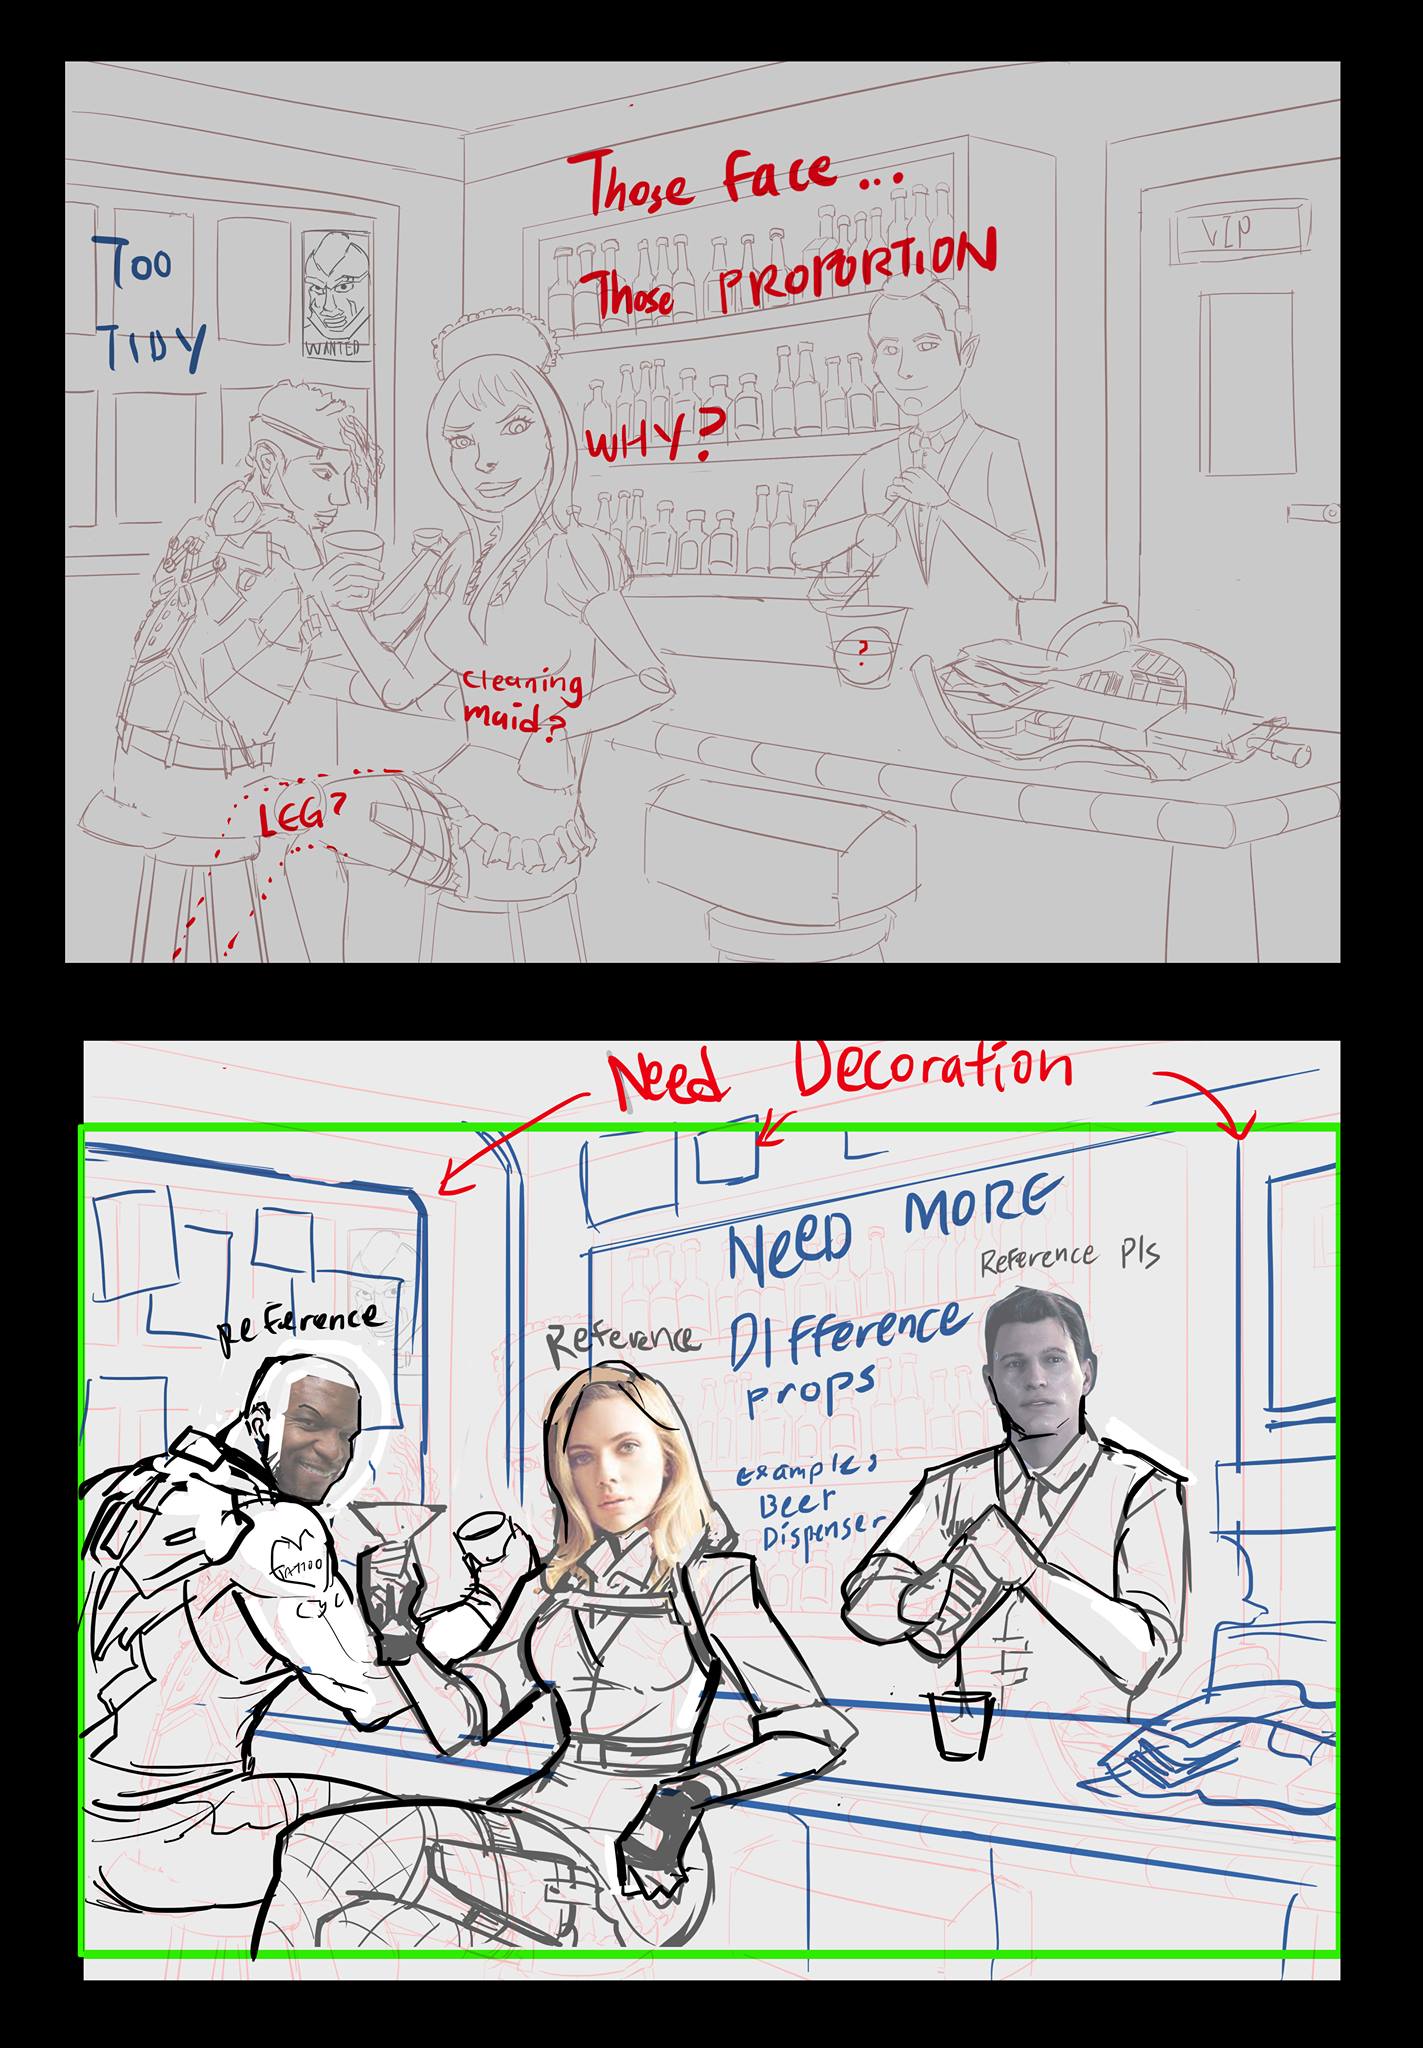 Those Face...
Those PROPORTION
WHY?
TOO
TIDY
WANTED
VIP
cleaning
maid?
?
LEG?
Need Decoration
NeeD MORE
DIfference
props
examples
Beer
Dispenser
Reference Pls
Reference
Reference
TATTOO